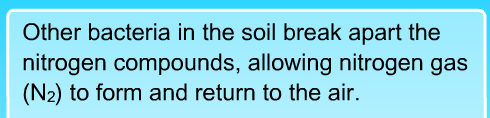 Other bacteria in the soil break apart the
nitrogen compounds, allowing nitrogen gas
(N₂) to form and return to the air.